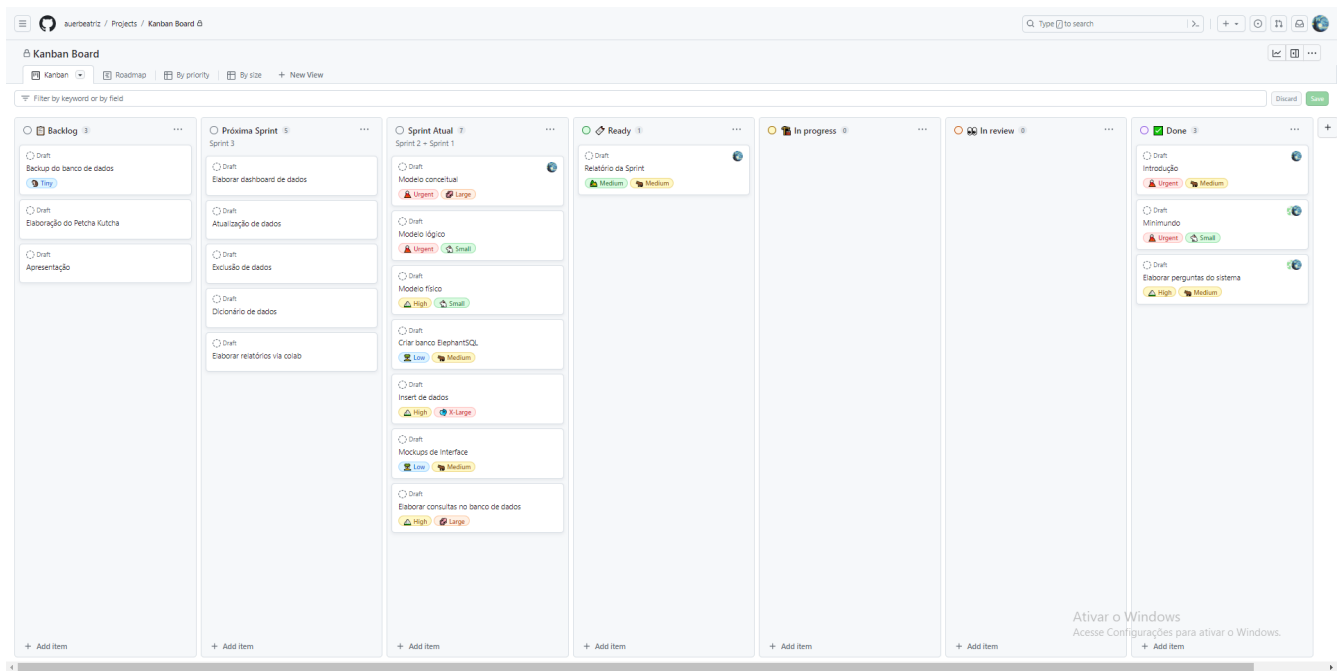 auerbeatriz / Projects / Kanban Board
Type / to search
Kanban Board
Kanban
Roadmap
By priority
By size
+ New View
Filter by keyword or by field
Discard
Save
Backlog 3
Draft
Backup do banco de dados
Tiny
Draft
Elaboração do Petcha Kutcha
Draft
Apresentação
+ Add item
Próxima Sprint 5
Sprint 3
Draft
Elaborar dashboard de dados
Draft
Atualização de dados
Draft
Exclusão de dados
Draft
Dicionário de dados
Draft
Elaborar relatórios via colab
+ Add item
Sprint Atual 7
Sprint 2 + Sprint 1
Draft
Modelo conceitual
Urgent Large
Draft
Modelo lógico
Urgent Small
Draft
Modelo físico
High Small
Draft
Criar banco ElephantSQL
Low Medium
Draft
Insert de dados
High X-Large
Draft
Mockups de interface
Low Medium
Draft
Elaborar consultas no banco de dados
High Large
+ Add item
Ready 1
Draft
Relatório da Sprint
Medium Medium
+ Add item
In progress 0
+ Add item
In review 0
+ Add item
Done 3
Draft
Introdução
Urgent Medium
Draft
Minimundo
Urgent Small
Draft
Elaborar perguntas do sistema
High Medium
+ Add item
Ativar o Windows
Acesse Configurações para ativar o Windows.